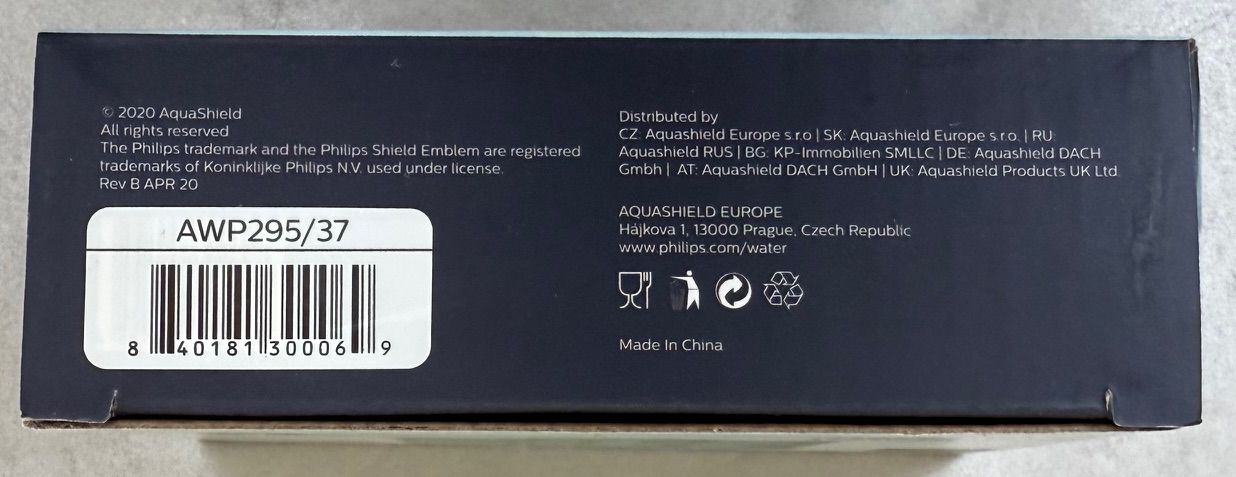 © 2020 AquaShield
All rights reserved
The Philips trademark and the Philips Shield Emblem are registered
trademarks of Koninklijke Philips N.V. used under license.
Rev B APR 20
AWP295/37
8 40181 30006 9
Distributed by
CZ: Aquashield Europe s.r.o | SK: Aquashield Europe s.r.o. | RU:
Aquashield RUS | BG: KP-Immobilien SMLLC | DE: Aquashield DACH
Gmbh | AT: Aquashield DACH GmbH | UK: Aquashield Products UK Ltd.
AQUASHIELD EUROPE
Hájkova 1, 13000 Prague, Czech Republic
www.philips.com/water
Made In China